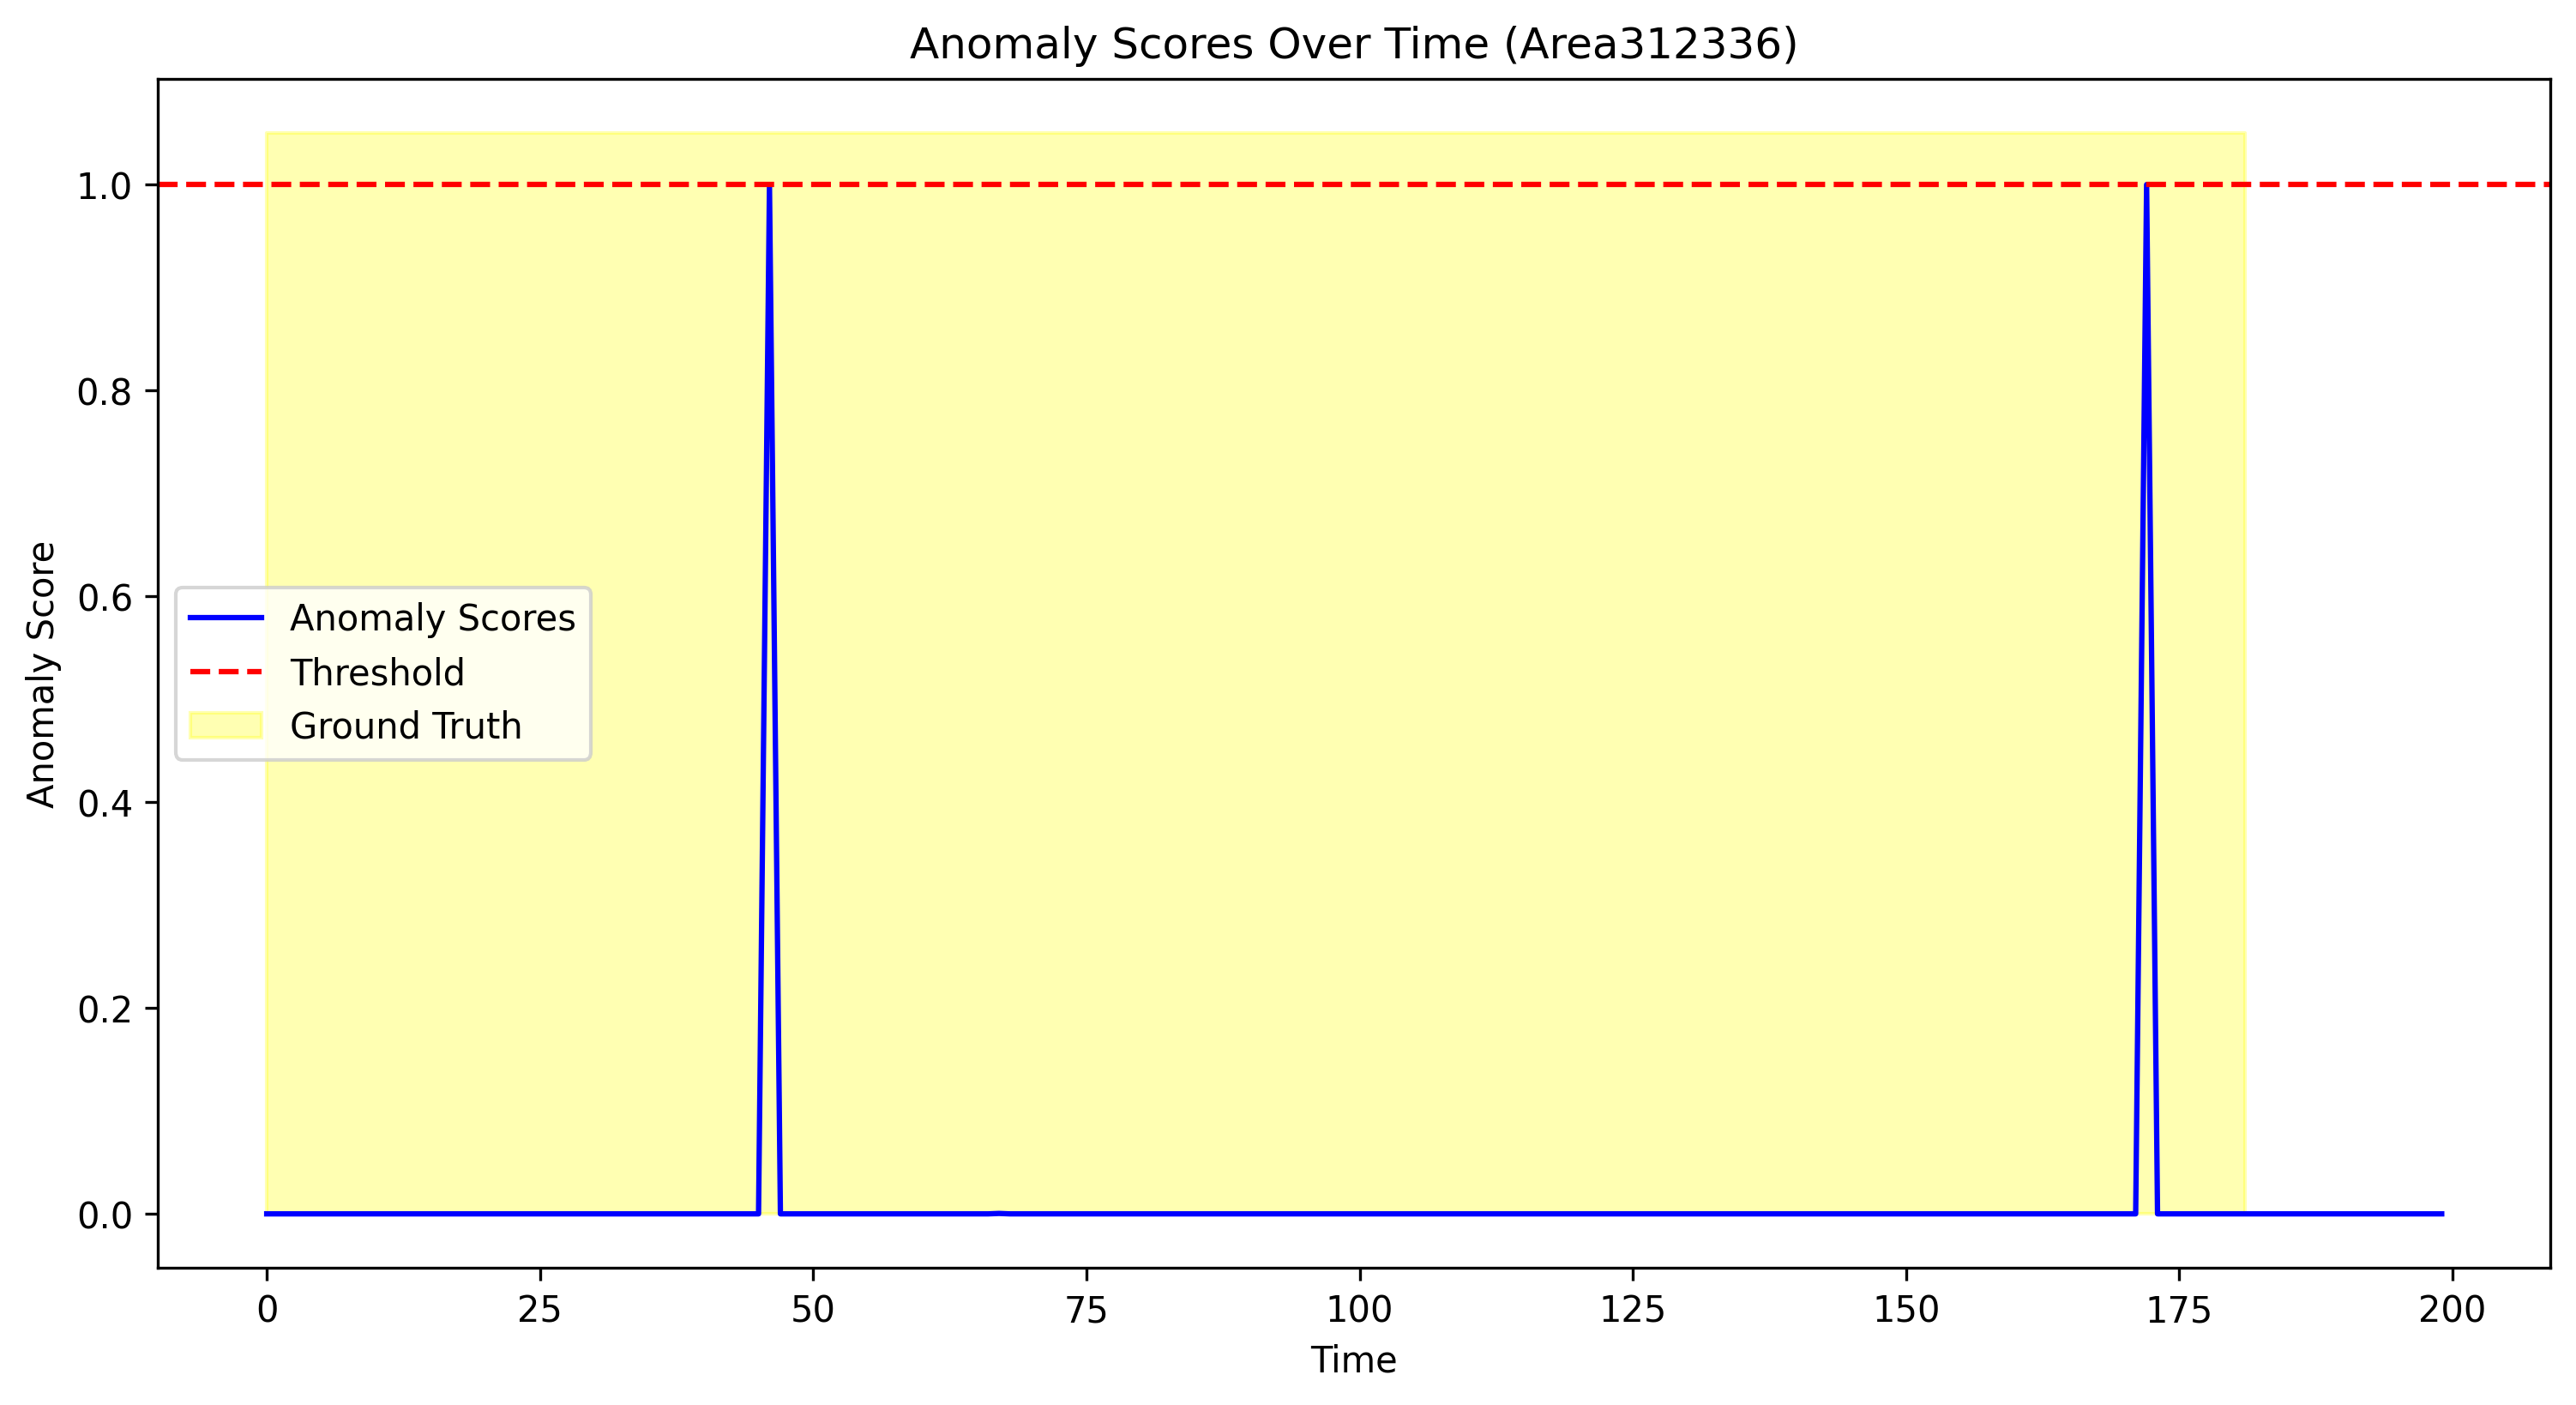 Anomaly Scores Over Time (Area312336)
Anomaly Score
1.0
0.8
0.6
0.4
0.2
0.0
Anomaly Scores
Threshold
Ground Truth
0 25 50 75 100 125 150 175 200
Time